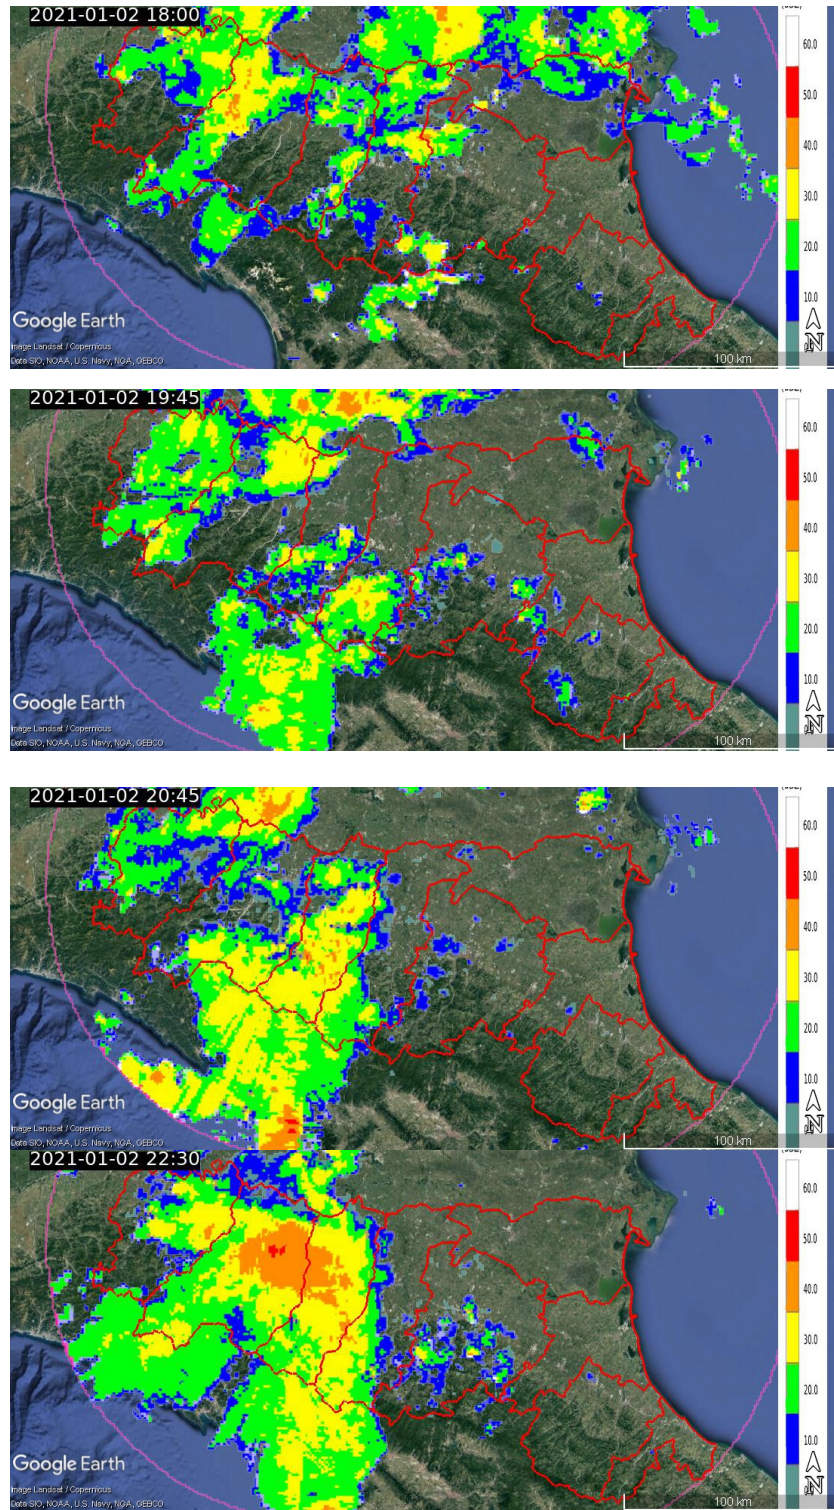 2021-01-02 18:00
60.0
50.0
40.0
30.0
20.0
10.0
N
Google Earth
Image Landsat / Copernicus
Data SIO, NOAA, U.S. Navy, NGA, GEBCO
100 km
2021-01-02 19:45
60.0
50.0
40.0
30.0
20.0
10.0
N
Google Earth
Image Landsat / Copernicus
Data SIO, NOAA, U.S. Navy, NGA, GEBCO
100 km
2021-01-02 20:45
60.0
50.0
40.0
30.0
20.0
10.0
N
Google Earth
Image Landsat / Copernicus
Data SIO, NOAA, U.S. Navy, NGA, GEBCO
100 km
2021-01-02 22:30
60.0
50.0
40.0
30.0
20.0
10.0
N
Google Earth
Image Landsat / Copernicus
Data SIO, NOAA, U.S. Navy, NGA, GEBCO
100 km